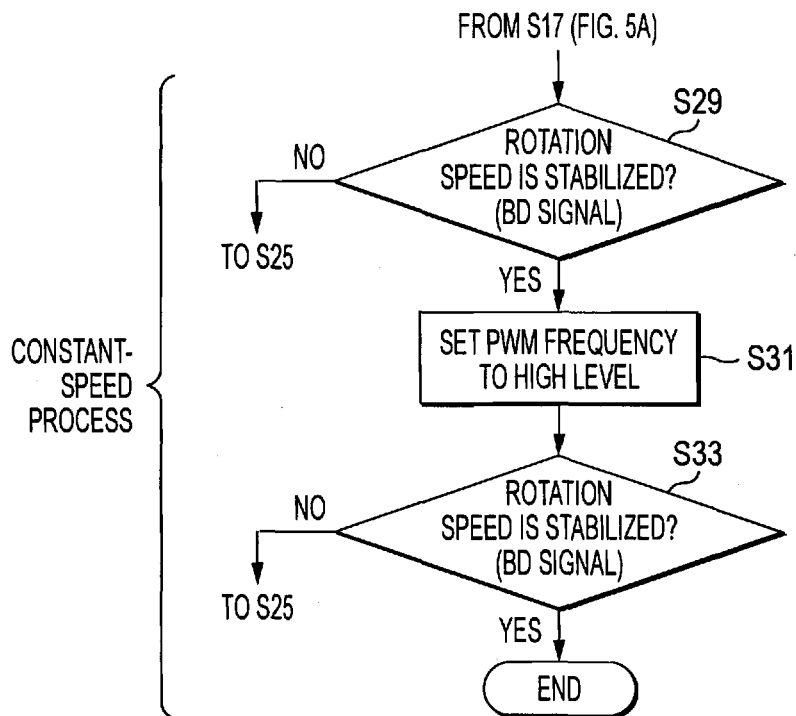 FROM S17 (FIG. 5A)
S29
ROTATION
SPEED IS STABILIZED?
(BD SIGNAL)
NO
TO S25
YES
SET PWM FREQUENCY
TO HIGH LEVEL
S31
CONSTANT-
SPEED
PROCESS
S33
ROTATION
SPEED IS STABILIZED?
(BD SIGNAL)
NO
TO S25
YES
END